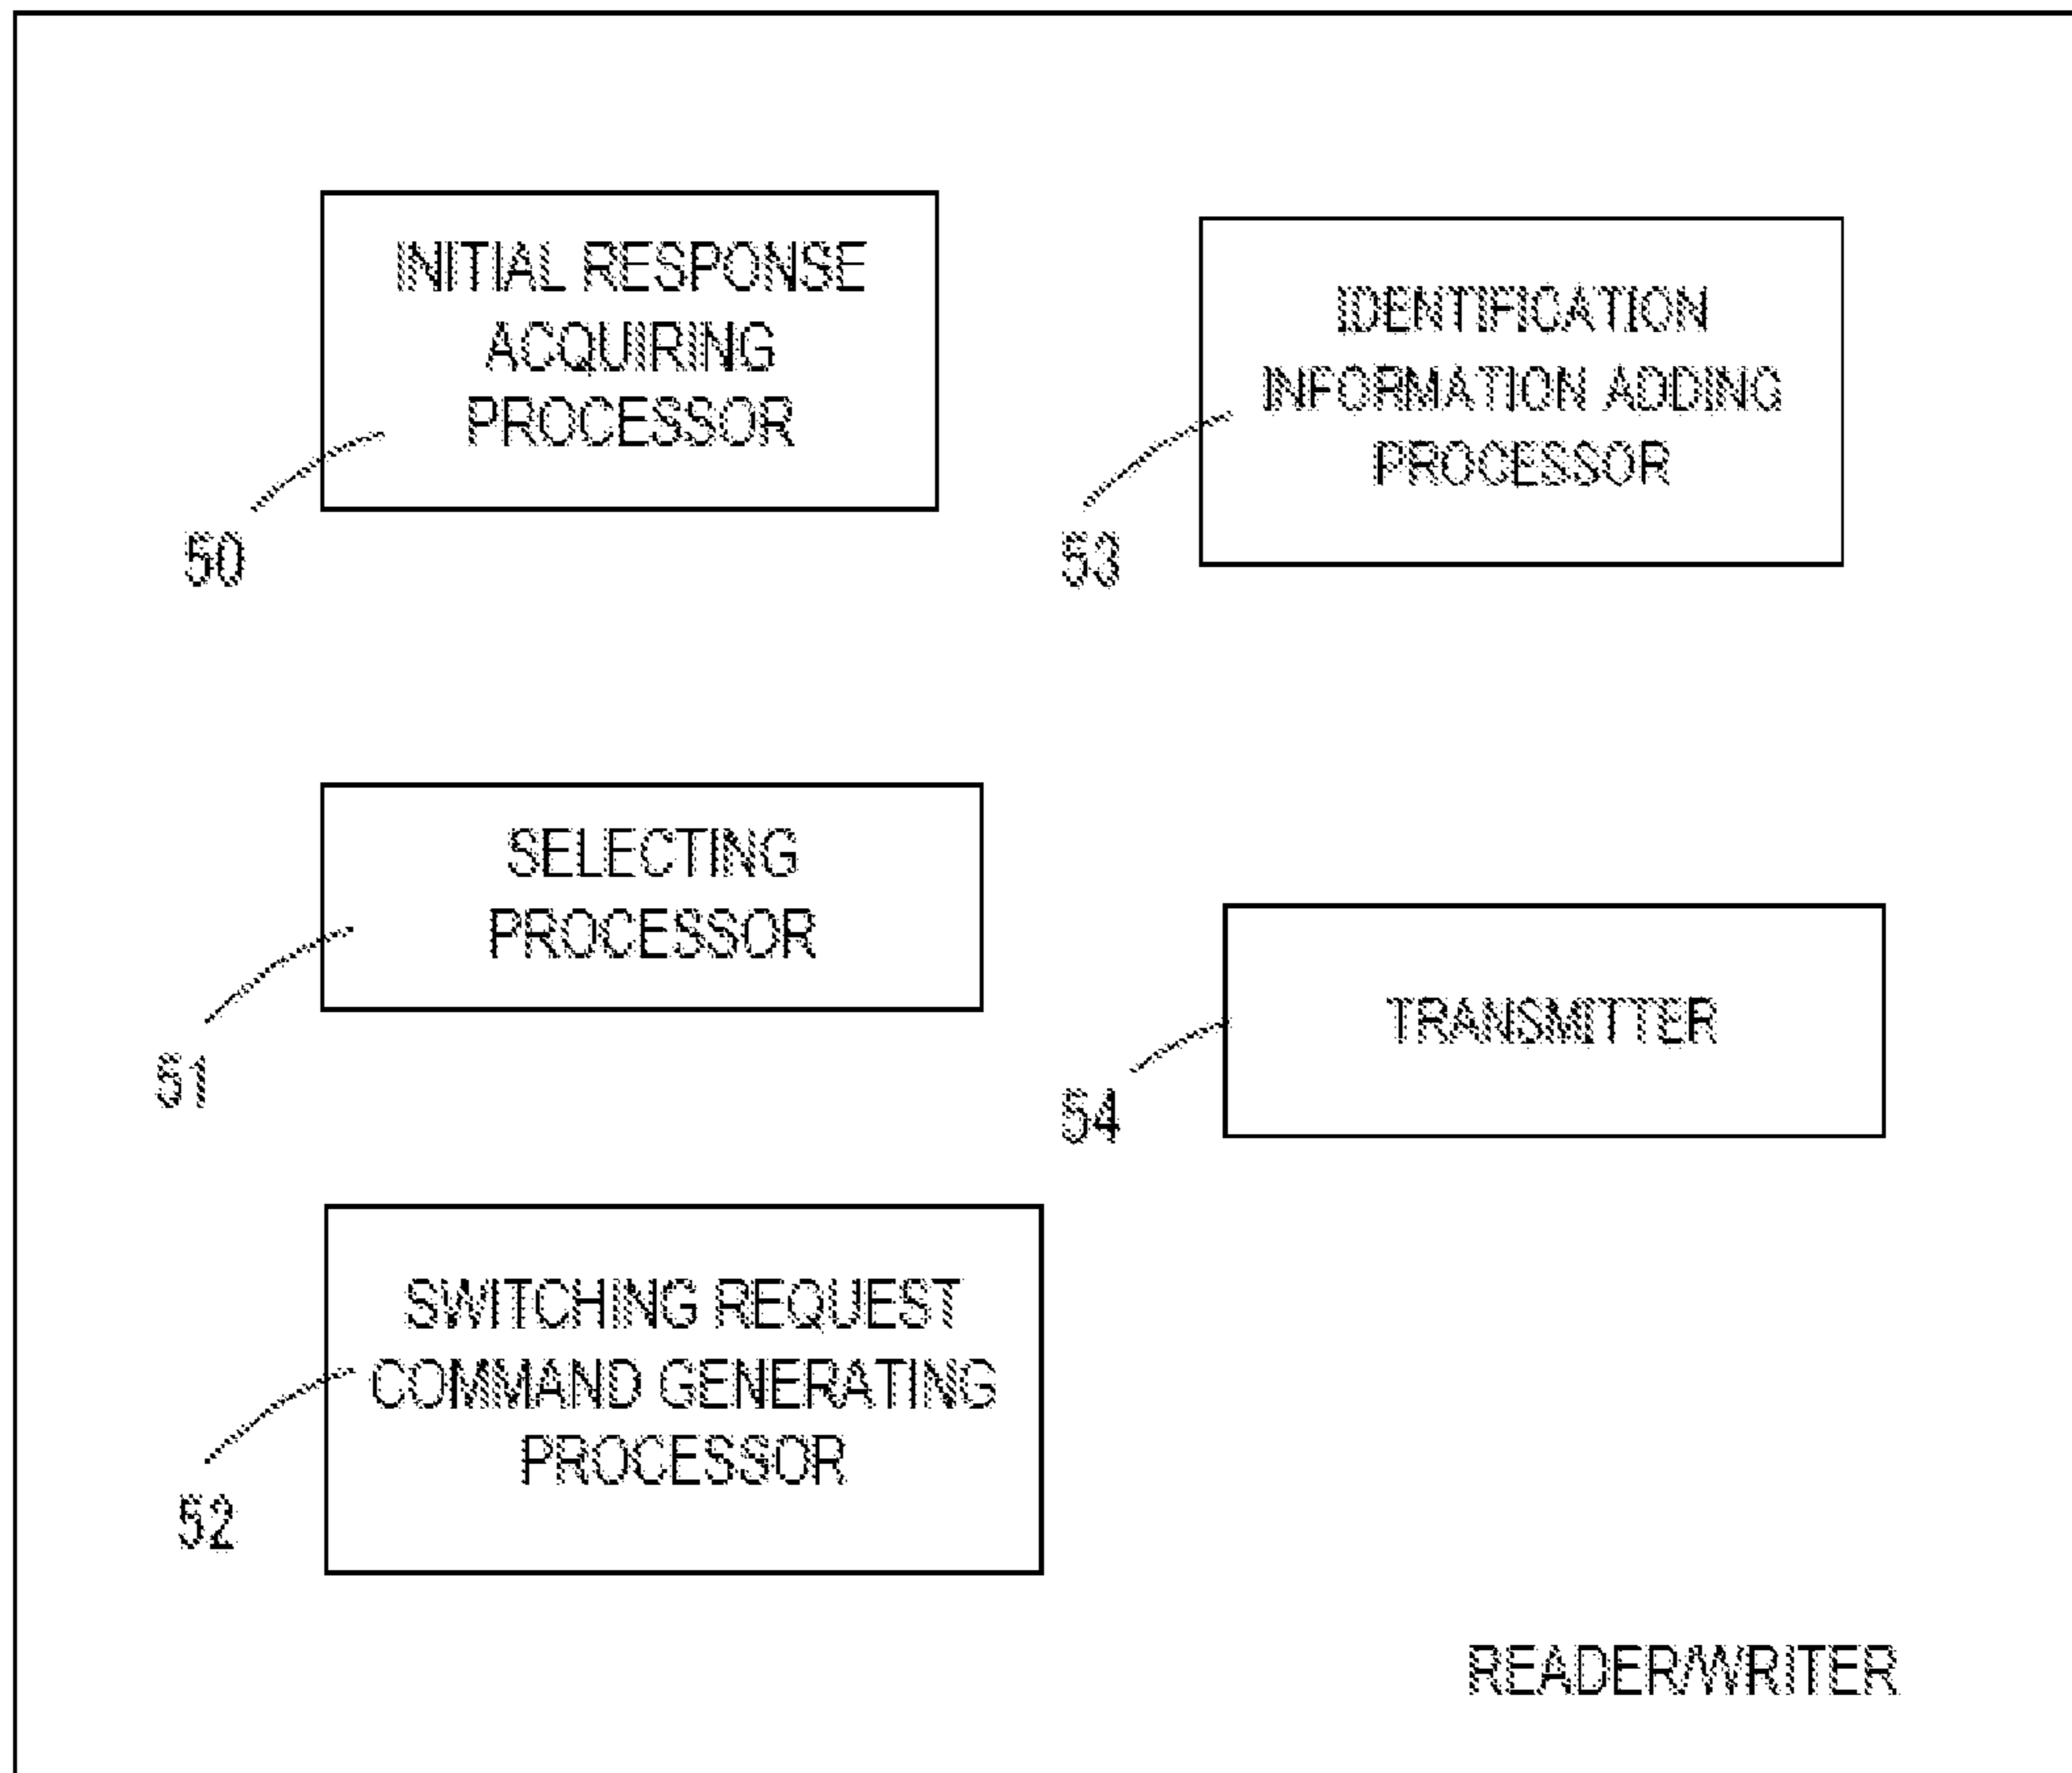 INITIAL RESPONSE
ACQUIRING
PROCESSOR
50
IDENTIFICATION
INFORMATION ADDING
PROCESSOR
53
SELECTING
PROCESSOR
51
TRANSMITTER
54
SWITCHING REQUEST
COMMAND GENERATING
PROCESSOR
52
READER/WRITER